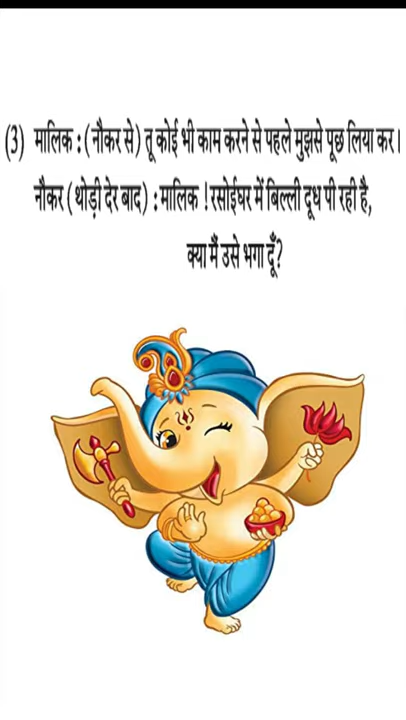 (3) मालिक : ( नौकर से ) तू कोई भी काम करने से पहले मुझसे पूछ लिया कर।
नौकर ( थोड़ी देर बाद ) : मालिक ! रसोईघर में बिल्ली दूध पी रही है,
क्या मैं उसे भगा दूँ?